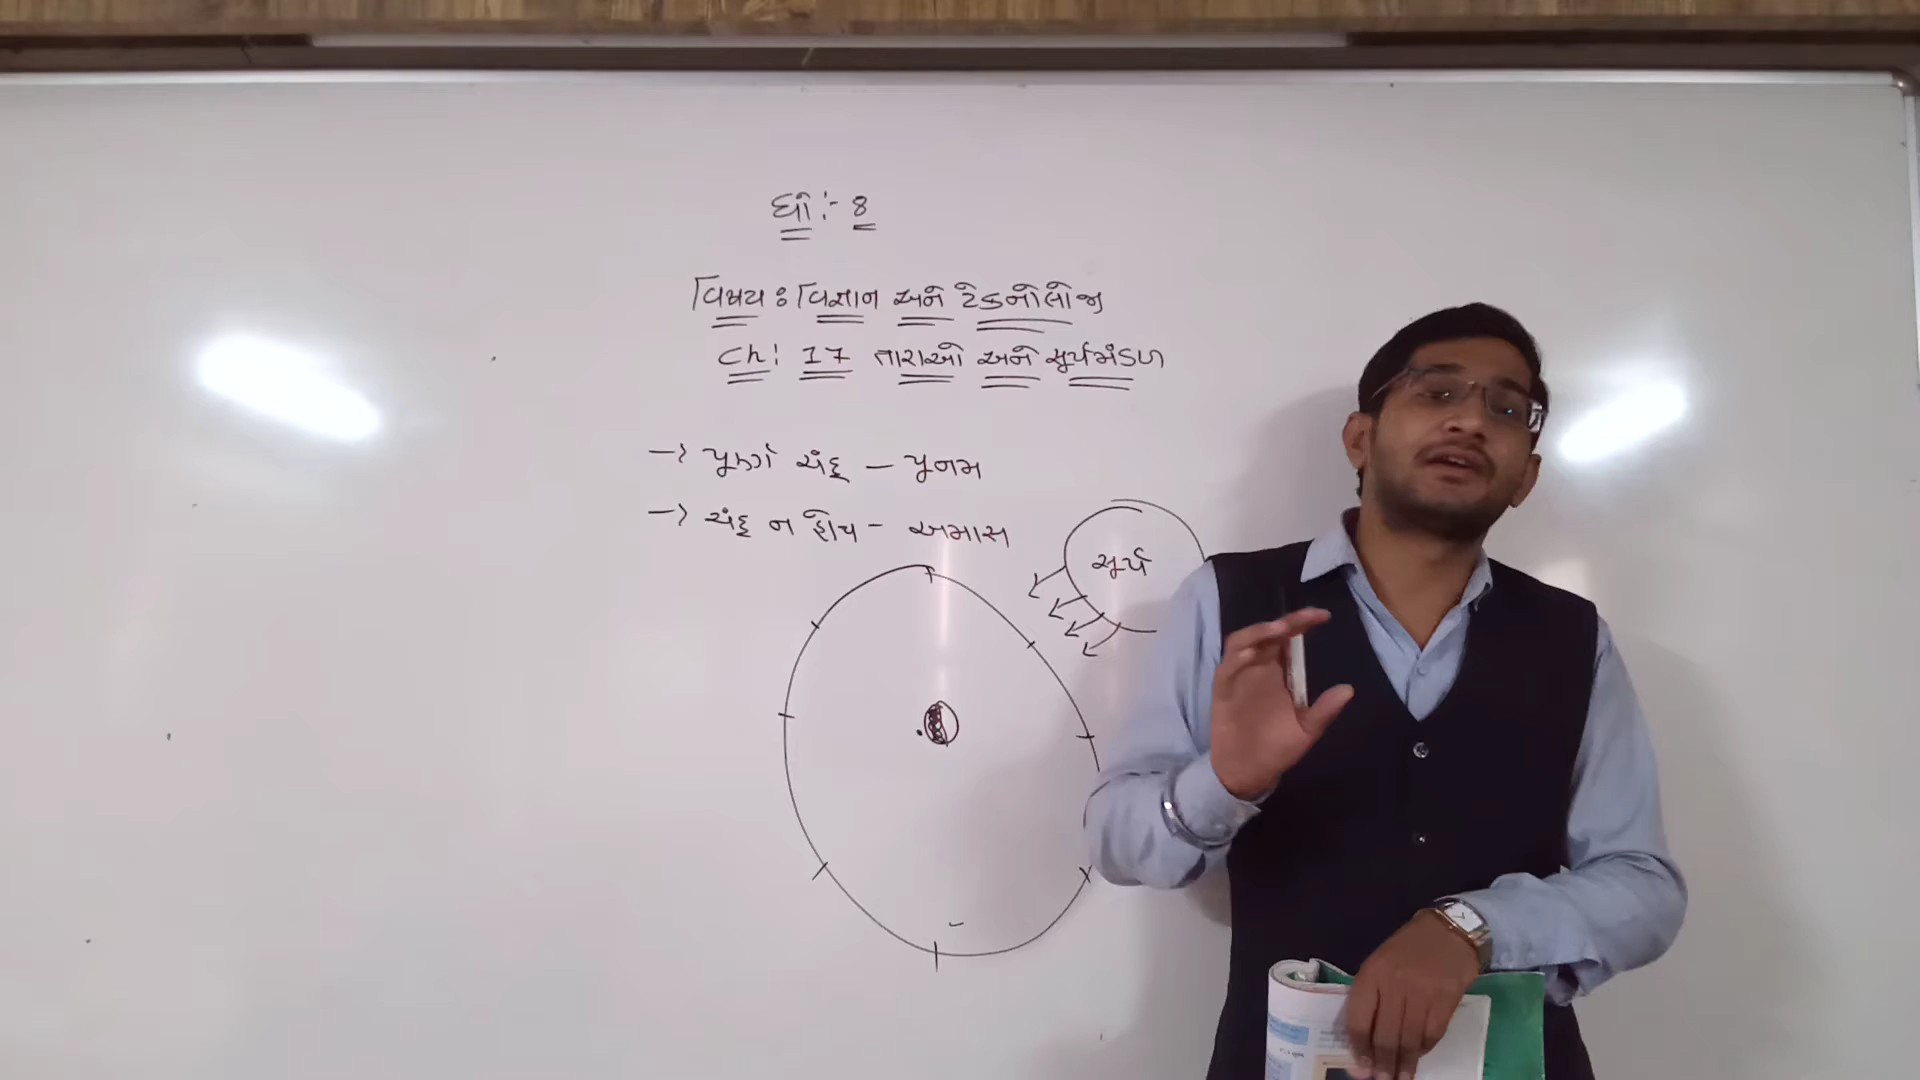 ધો :- 8
વિષય : વિજ્ઞાન અને ટેકનોલોજી
Ch: 17 તારાઓ અને સૂર્યમંડળ
→ પૂર્ણ ચંદ્ર – પૂનમ
→ ચંદ્ર ન હોય - અમાસ
સૂર્ય